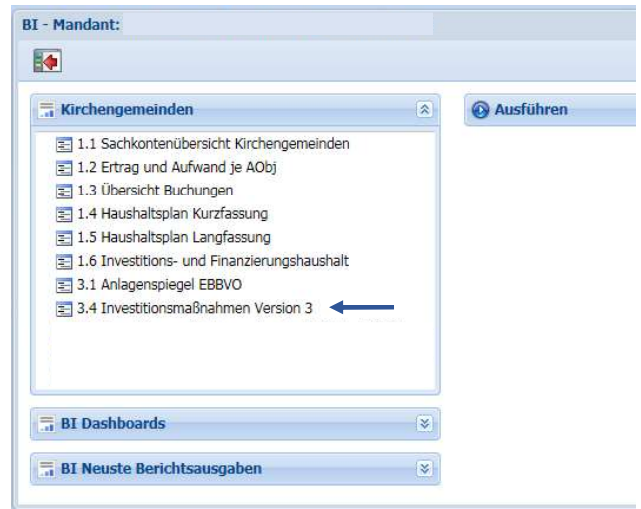 BI - Mandant:
Kirchengemeinden
1.1 Sachkontenübersicht Kirchengemeinden
1.2 Ertrag und Aufwand je AObj
1.3 Übersicht Buchungen
1.4 Haushaltsplan Kurzfassung
1.5 Haushaltsplan Langfassung
1.6 Investitions- und Finanzierungshaushalt
3.1 Anlagenspiegel EBBVO
3.4 Investitionsmaßnahmen Version 3
BI Dashboards
BI Neuste Berichtsausgaben
Ausführen